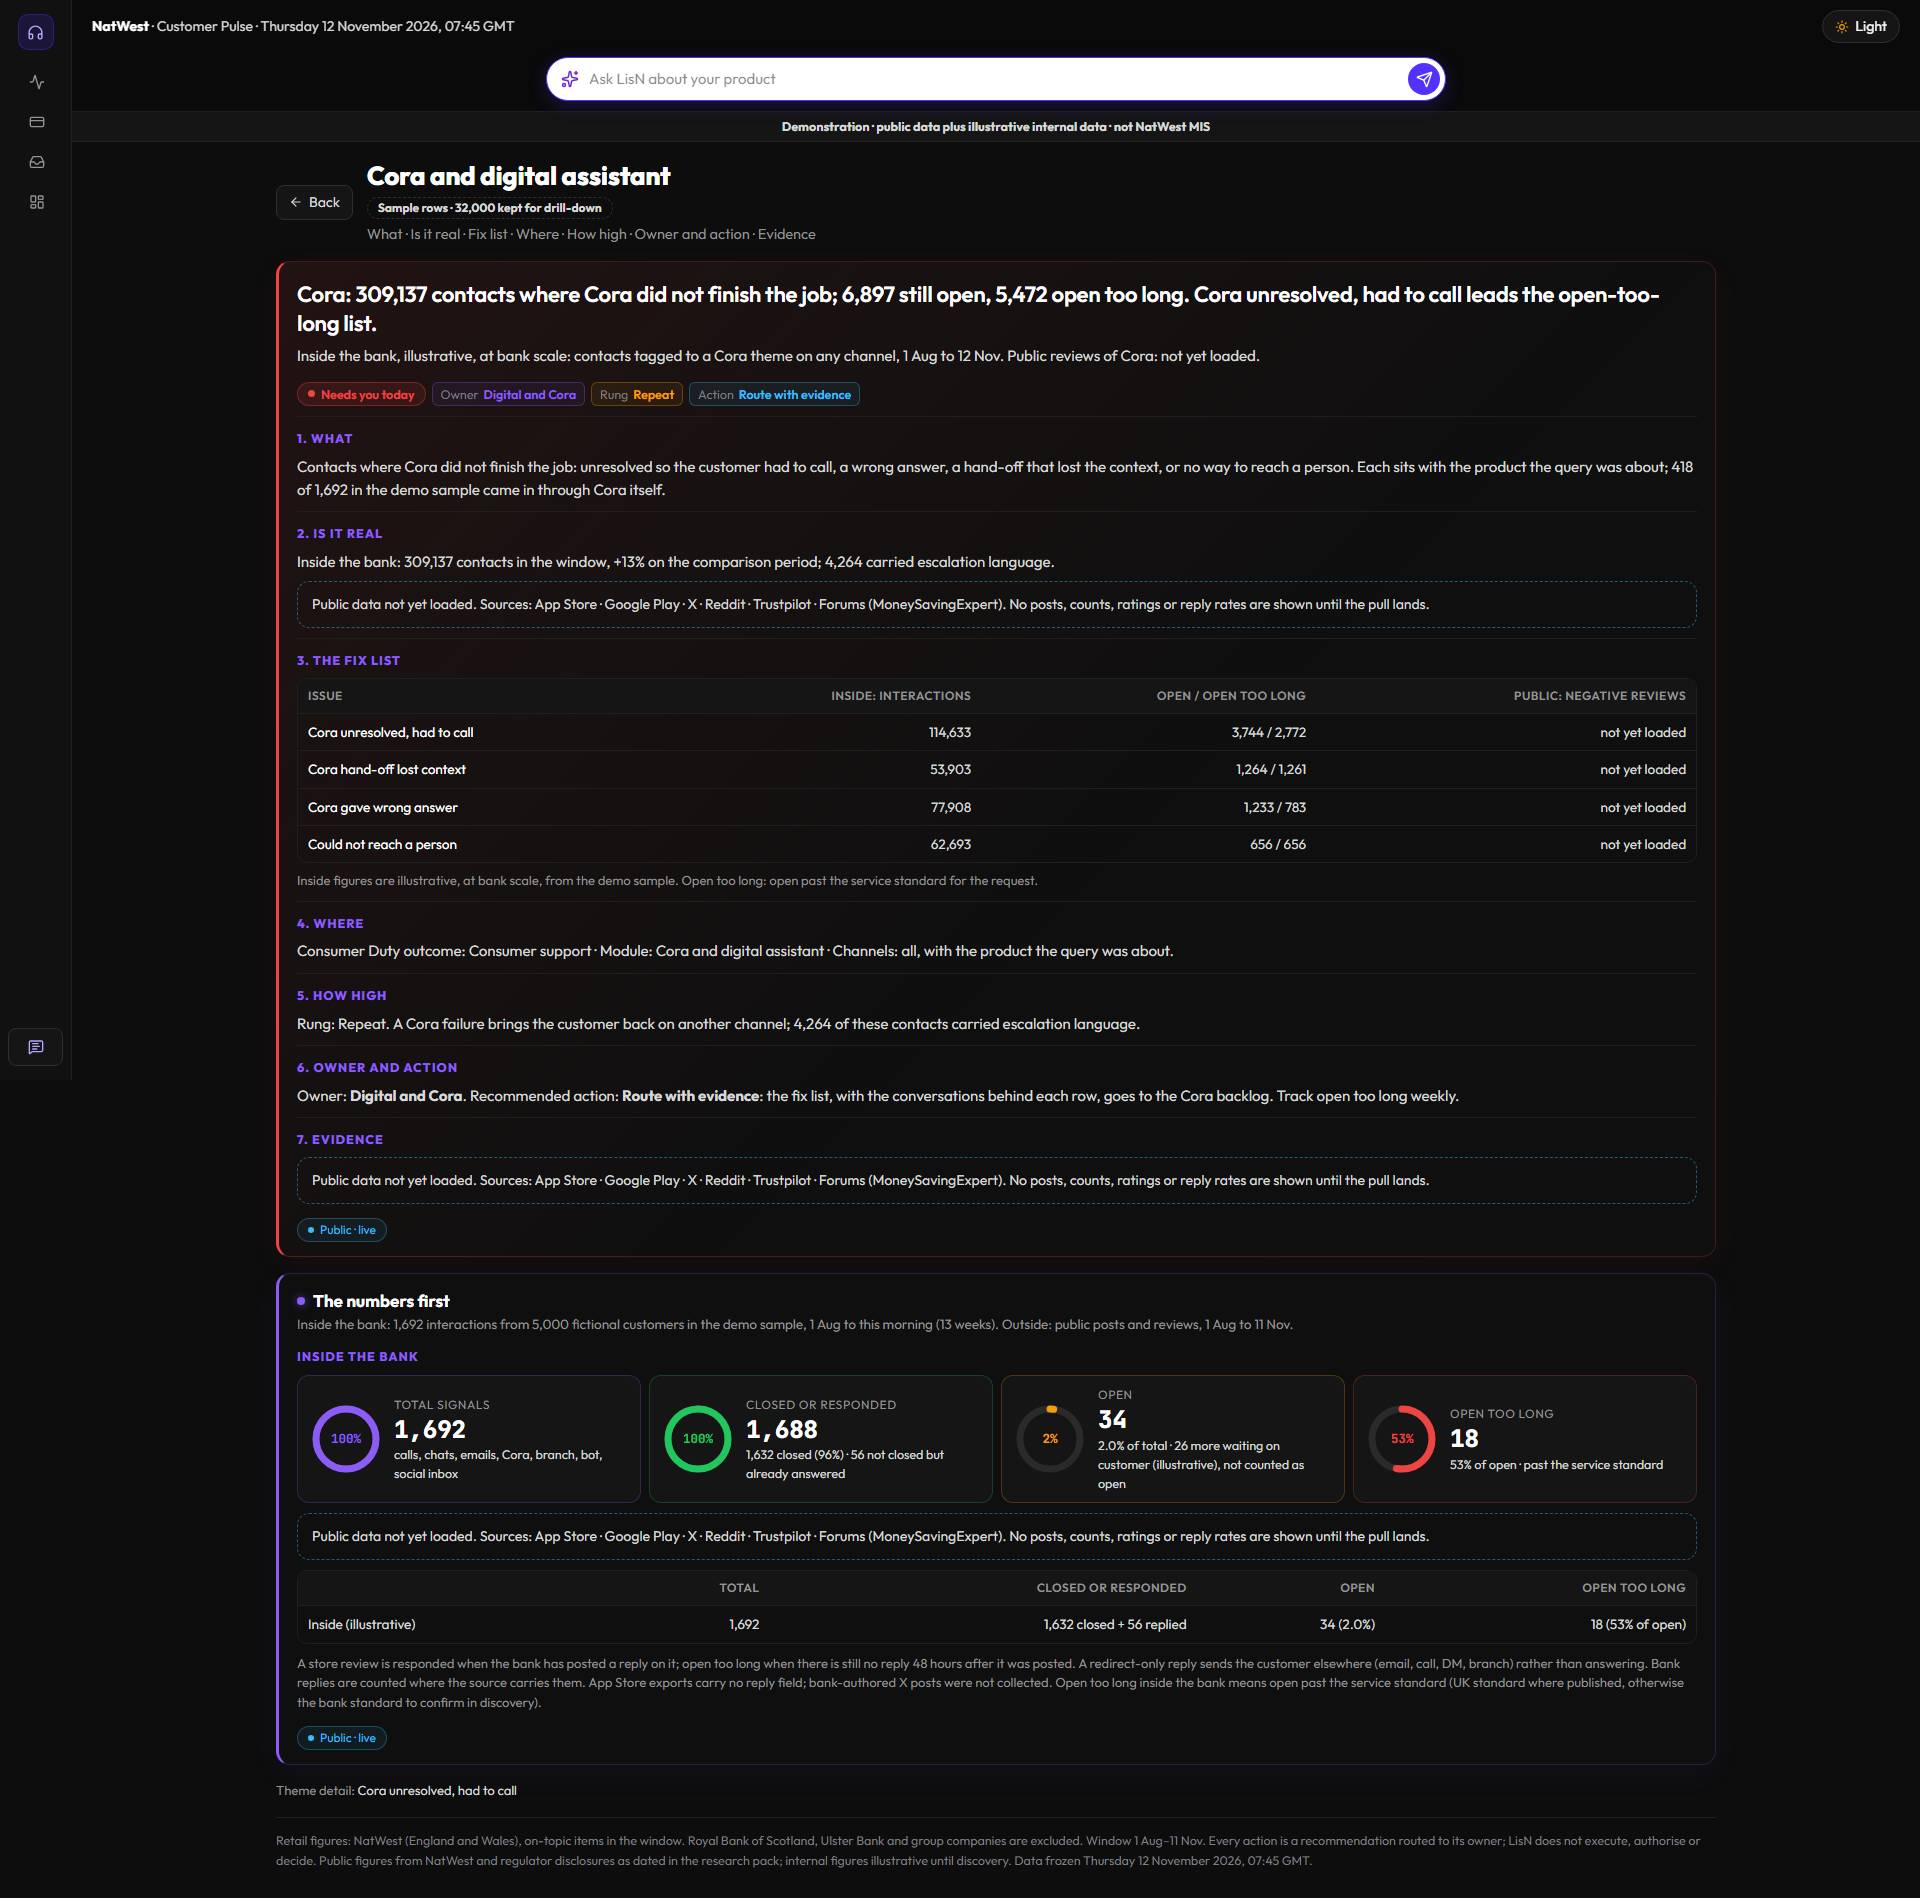 NatWest · Customer Pulse · Thursday 12 November 2026, 07:45 GMT
Light
Ask LisN about your product
Demonstration · public data plus illustrative internal data · not NatWest MIS
Back
Cora and digital assistant
Sample rows · 32,000 kept for drill-down
What · Is it real · Fix list · Where · How high · Owner and action · Evidence
Cora: 309,137 contacts where Cora did not finish the job; 6,897 still open, 5,472 open too long. Cora unresolved, had to call leads the open-too-
long list.
Inside the bank, illustrative, at bank scale: contacts tagged to a Cora theme on any channel, 1 Aug to 12 Nov. Public reviews of Cora: not yet loaded.
Needs you today
Owner Digital and Cora
Rung Repeat
Action Route with evidence
1. WHAT
Contacts where Cora did not finish the job: unresolved so the customer had to call, a wrong answer, a hand-off that lost the context, or no way to reach a person. Each sits with the product the query was about; 418
of 1,692 in the demo sample came in through Cora itself.
2. IS IT REAL
Inside the bank: 309,137 contacts in the window, +13% on the comparison period; 4,264 carried escalation language.
Public data not yet loaded. Sources: App Store · Google Play · X · Reddit · Trustpilot · Forums (MoneySavingExpert). No posts, counts, ratings or reply rates are shown until the pull lands.
3. THE FIX LIST
ISSUE INSIDE: INTERACTIONS OPEN / OPEN TOO LONG PUBLIC: NEGATIVE REVIEWS
Cora unresolved, had to call 114,633 3,744 / 2,772 not yet loaded
Cora hand-off lost context 53,903 1,264 / 1,261 not yet loaded
Cora gave wrong answer 77,908 1,233 / 783 not yet loaded
Could not reach a person 62,693 656 / 656 not yet loaded
Inside figures are illustrative, at bank scale, from the demo sample. Open too long: open past the service standard for the request.
4. WHERE
Consumer Duty outcome: Consumer support · Module: Cora and digital assistant · Channels: all, with the product the query was about.
5. HOW HIGH
Rung: Repeat. A Cora failure brings the customer back on another channel; 4,264 of these contacts carried escalation language.
6. OWNER AND ACTION
Owner: Digital and Cora. Recommended action: Route with evidence: the fix list, with the conversations behind each row, goes to the Cora backlog. Track open too long weekly.
7. EVIDENCE
Public data not yet loaded. Sources: App Store · Google Play · X · Reddit · Trustpilot · Forums (MoneySavingExpert). No posts, counts, ratings or reply rates are shown until the pull lands.
Public · live
The numbers first
Inside the bank: 1,692 interactions from 5,000 fictional customers in the demo sample, 1 Aug to this morning (13 weeks). Outside: public posts and reviews, 1 Aug to 11 Nov.
INSIDE THE BANK
100%
TOTAL SIGNALS
1,692
calls, chats, emails, Cora, branch, bot,
social inbox
100%
CLOSED OR RESPONDED
1,688
1,632 closed (96%) · 56 not closed but
already answered
2%
OPEN
34
2.0% of total · 26 more waiting on
customer (illustrative), not counted as
open
53%
OPEN TOO LONG
18
53% of open · past the service standard
Public data not yet loaded. Sources: App Store · Google Play · X · Reddit · Trustpilot · Forums (MoneySavingExpert). No posts, counts, ratings or reply rates are shown until the pull lands.
TOTAL CLOSED OR RESPONDED OPEN OPEN TOO LONG
Inside (illustrative) 1,692 1,632 closed + 56 replied 34 (2.0%) 18 (53% of open)
A store review is responded when the bank has posted a reply on it; open too long when there is still no reply 48 hours after it was posted. A redirect-only reply sends the customer elsewhere (email, call, DM, branch) rather than answering. Bank
replies are counted where the source carries them. App Store exports carry no reply field; bank-authored X posts were not collected. Open too long inside the bank means open past the service standard (UK standard where published, otherwise
the bank standard to confirm in discovery).
Public · live
Theme detail: Cora unresolved, had to call
Retail figures: NatWest (England and Wales), on-topic items in the window. Royal Bank of Scotland, Ulster Bank and group companies are excluded. Window 1 Aug–11 Nov. Every action is a recommendation routed to its owner; LisN does not execute, authorise or
decide. Public figures from NatWest and regulator disclosures as dated in the research pack; internal figures illustrative until discovery. Data frozen Thursday 12 November 2026, 07:45 GMT.